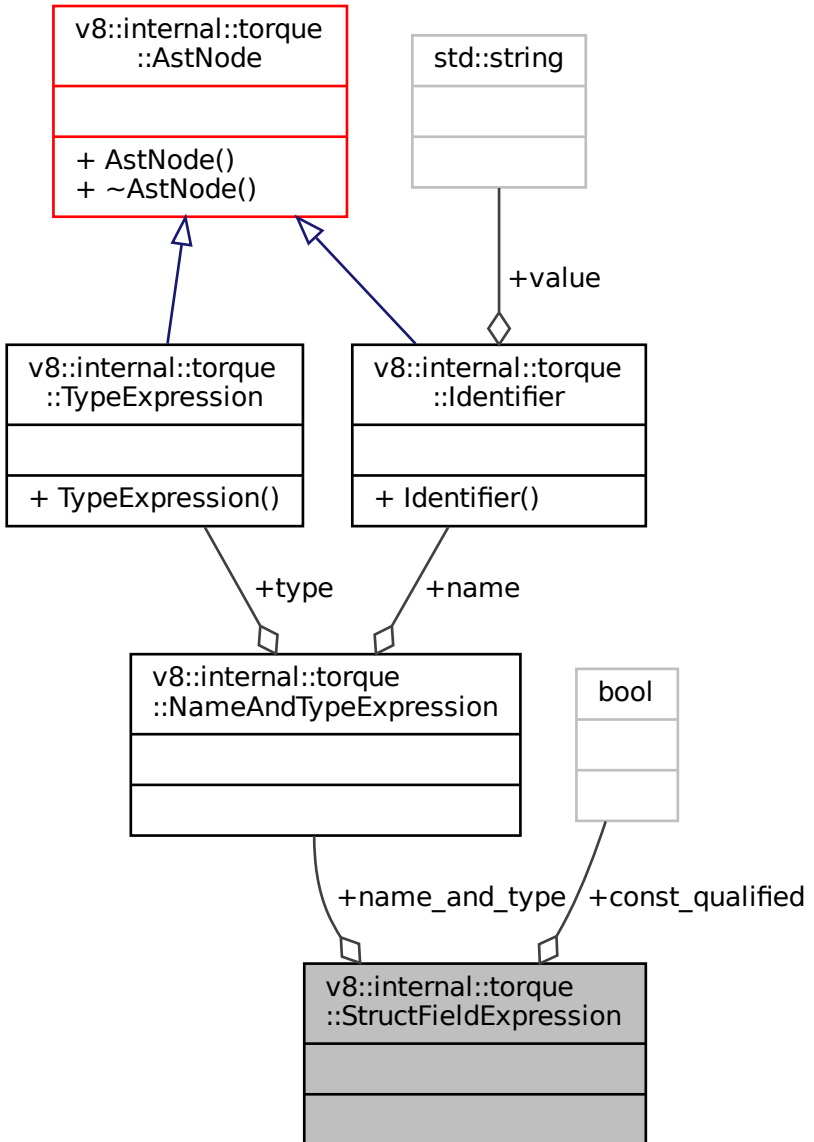 v8::internal::torque
::AstNode
+ AstNode()
+ ~AstNode()
std::string
+value
v8::internal::torque
::TypeExpression
+ TypeExpression()
v8::internal::torque
::Identifier
+ Identifier()
+type
+name
v8::internal::torque
::NameAndTypeExpression
bool
+name_and_type
+const_qualified
v8::internal::torque
::StructFieldExpression